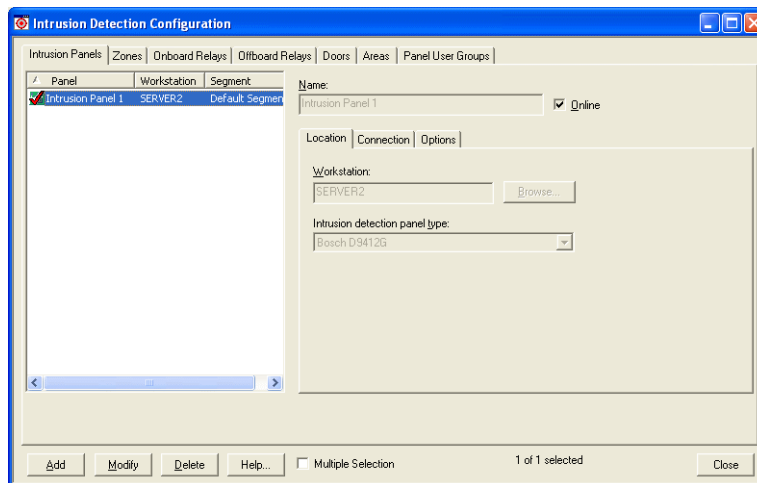 Intrusion Detection Configuration
Intrusion Panels Zones Onboard Relays Offboard Relays Doors Areas Panel User Groups
Panel Workstation Segment
Intrusion Panel 1 SERVER2 Default Segmen
Name:
Intrusion Panel 1
Online
Location Connection Options
Workstation:
SERVER2
Browse...
Intrusion detection panel type:
Bosch D9412G
Add Modify Delete Help... Multiple Selection 1 of 1 selected Close